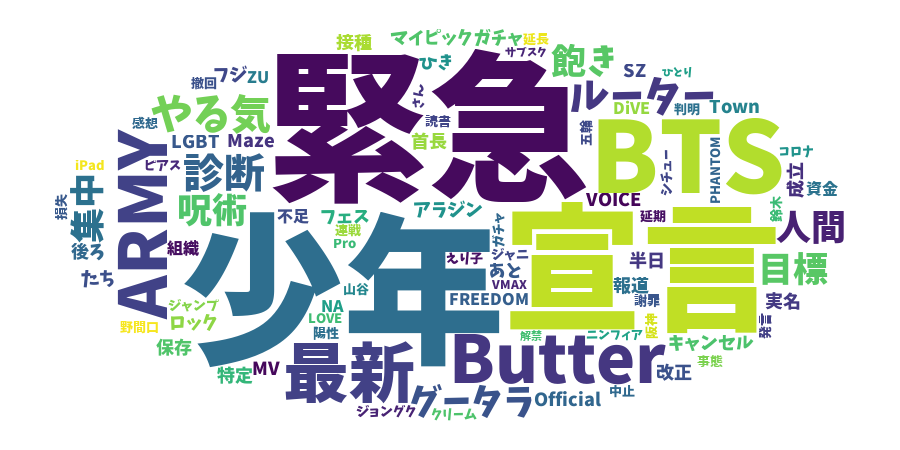 接種
マイピックガチャ
延長
サブスク
ひき
飽き
SZ
ひとり
撤回
フジ
ZU
緊急
さん
ルーター
DiVE
判明
Town
感想
やる気
読書
五輪
BTS
LGBT
Maze
首長
コロナ
iPad
ピアス
診断
シチュー
PHANTOM
成立
資金
ARMY
集中
損失
呪術
VOICE
不足
フェス
アラジン
延期
鈴木
人間
少年
宣言
連戦
Pro
ガチャ
組織
後ろ
えり子
ジャニ
半日
目標
たち
あと
VMAX
報道
山谷
FREEDOM
謝罪
実名
ジャンプ
NA
LOVE
ロック
野間口
陽性
解禁
ニンフィア
阪神
発言
保存
最新
Butter
キャンセル
事態
特定
MV
改正
グータラ
Official
中止
ジョングク
クリーム